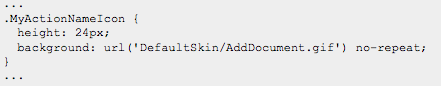 ...
.MyActionNameIcon {
  height: 24px;
  background: url('DefaultSkin/AddDocument.gif') no-repeat;
}
...